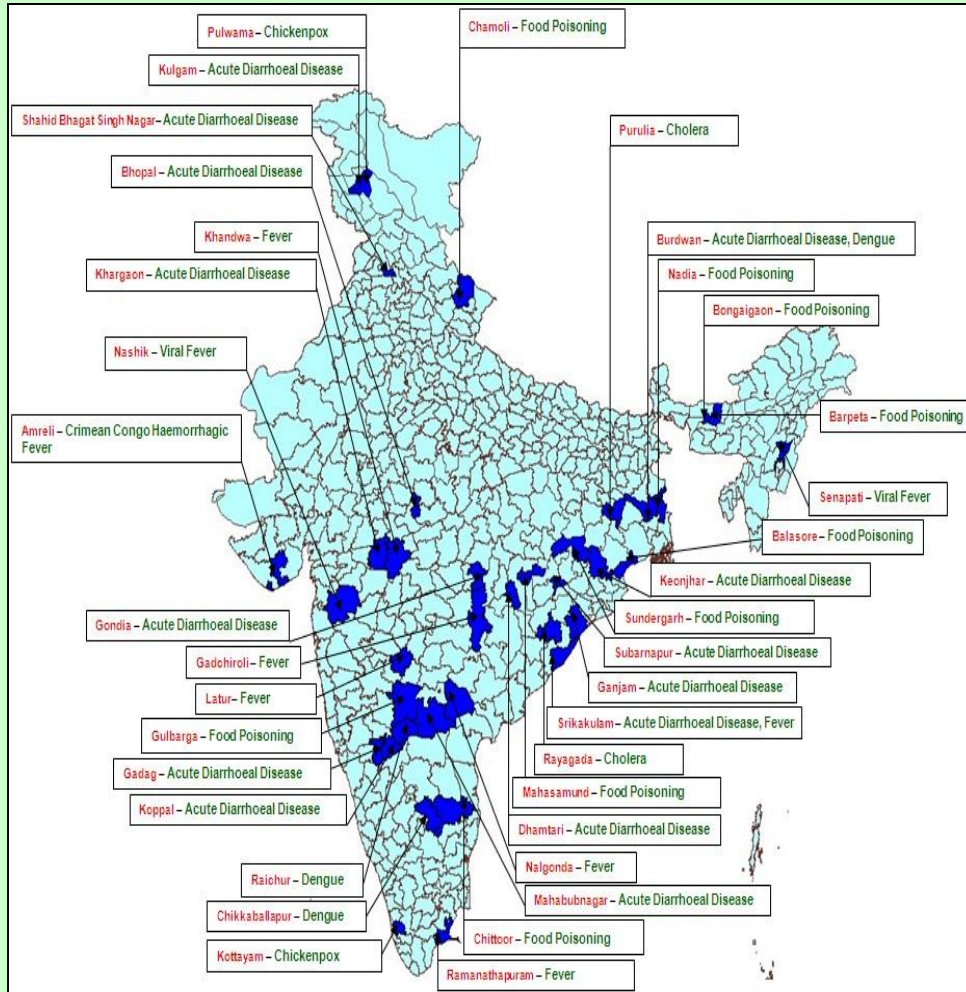 Pulwama – Chickenpox
Chamoli – Food Poisoning
Kulgam – Acute Diarrhoeal Disease
Shahid Bhagat Singh Nagar– Acute Diarrhoeal Disease
Purulia – Cholera
Bhopal – Acute Diarrhoeal Disease
Khandwa – Fever
Burdwan – Acute Diarrhoeal Disease, Dengue
Khargaon – Acute Diarrhoeal Disease
Nadia – Food Poisoning
Bongaigaon – Food Poisoning
Nashik – Viral Fever
Barpeta – Food Poisoning
Amreli – Crimean Congo Haemorrhagic
Fever
Senapati – Viral Fever
Balasore – Food Poisoning
Keonjhar – Acute Diarrhoeal Disease
Gondia – Acute Diarrhoeal Disease
Sundergarh – Food Poisoning
Subarnapur – Acute Diarrhoeal Disease
Gadchiroli – Fever
Ganjam – Acute Diarrhoeal Disease
Latur – Fever
Srikakulam – Acute Diarrhoeal Disease, Fever
Gulbarga – Food Poisoning
Rayagada – Cholera
Gadag – Acute Diarrhoeal Disease
Mahasamund – Food Poisoning
Koppal – Acute Diarrhoeal Disease
Dhamtari – Acute Diarrhoeal Disease
Nalgonda – Fever
Raichur – Dengue
Mahabubnagar – Acute Diarrhoeal Disease
Chikkaballapur – Dengue
Chittoor – Food Poisoning
Kottayam – Chickenpox
Ramanathapuram – Fever